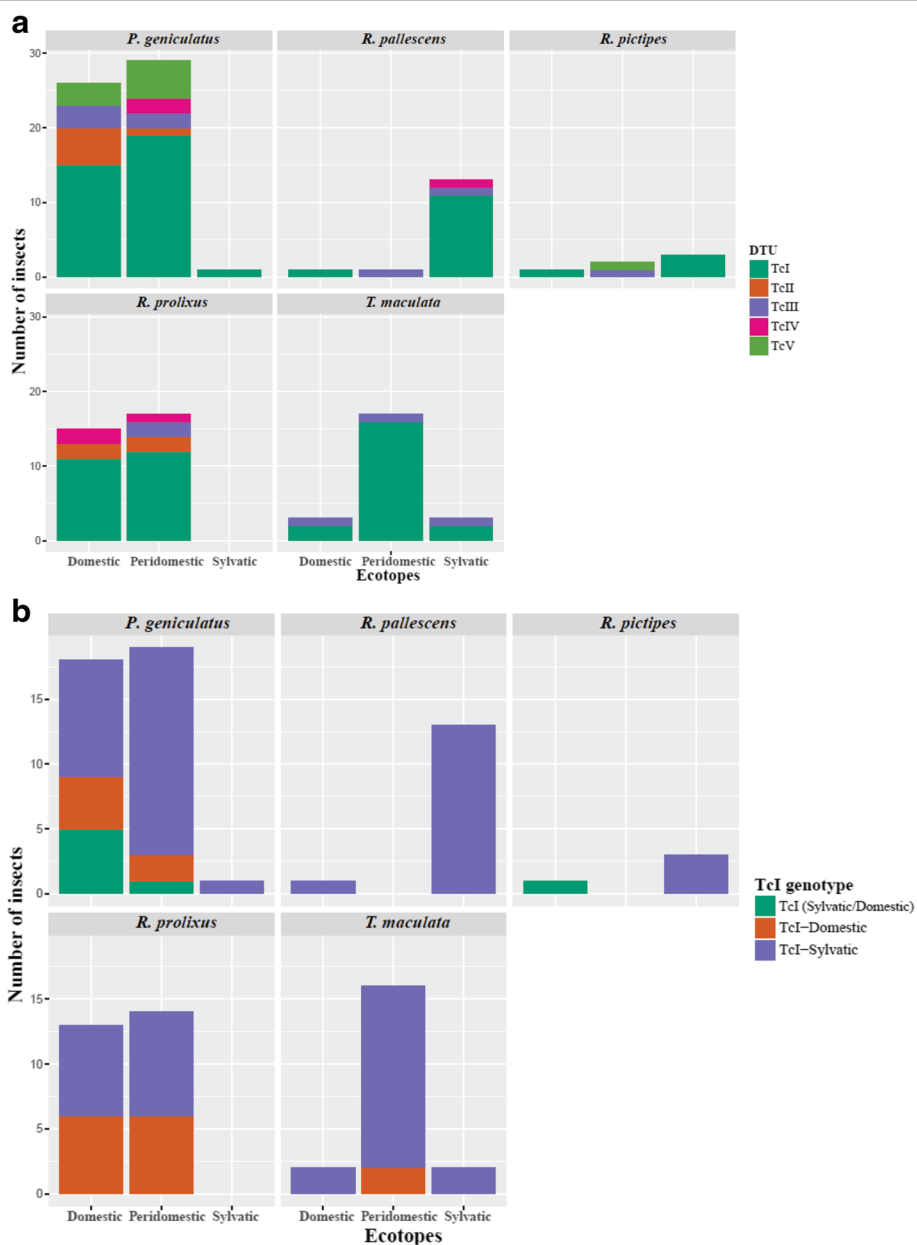 a
P. geniculatus R. pallescens R. pictipes
30
20
10
0
R. prolixus T. maculata
30
20
10
0
Number of insects
Domestic Peridomestic Sylvatic Domestic Peridomestic Sylvatic
Ecotopes
DTU
TcI
TcII
TcIII
TcIV
TcV
b
P. geniculatus R. pallescens R. pictipes
15
10
5
0
R. prolixus T. maculata
15
10
5
0
Number of insects
Domestic Peridomestic Sylvatic Domestic Peridomestic Sylvatic
Ecotopes
TcI genotype
TcI (Sylvatic/Domestic)
TcI−Domestic
TcI−Sylvatic